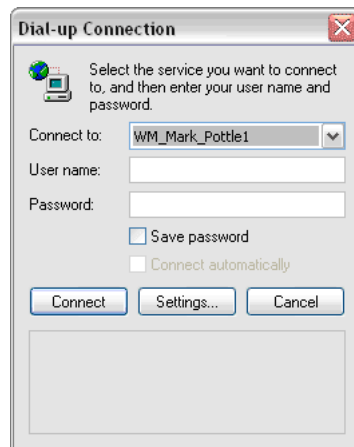 Dial-up Connection
Select the service you want to connect
to, and then enter your user name and
password.
Connect to: WM_Mark_Pottle1
User name:
Password:
Save password
Connect automatically
Connect Settings... Cancel